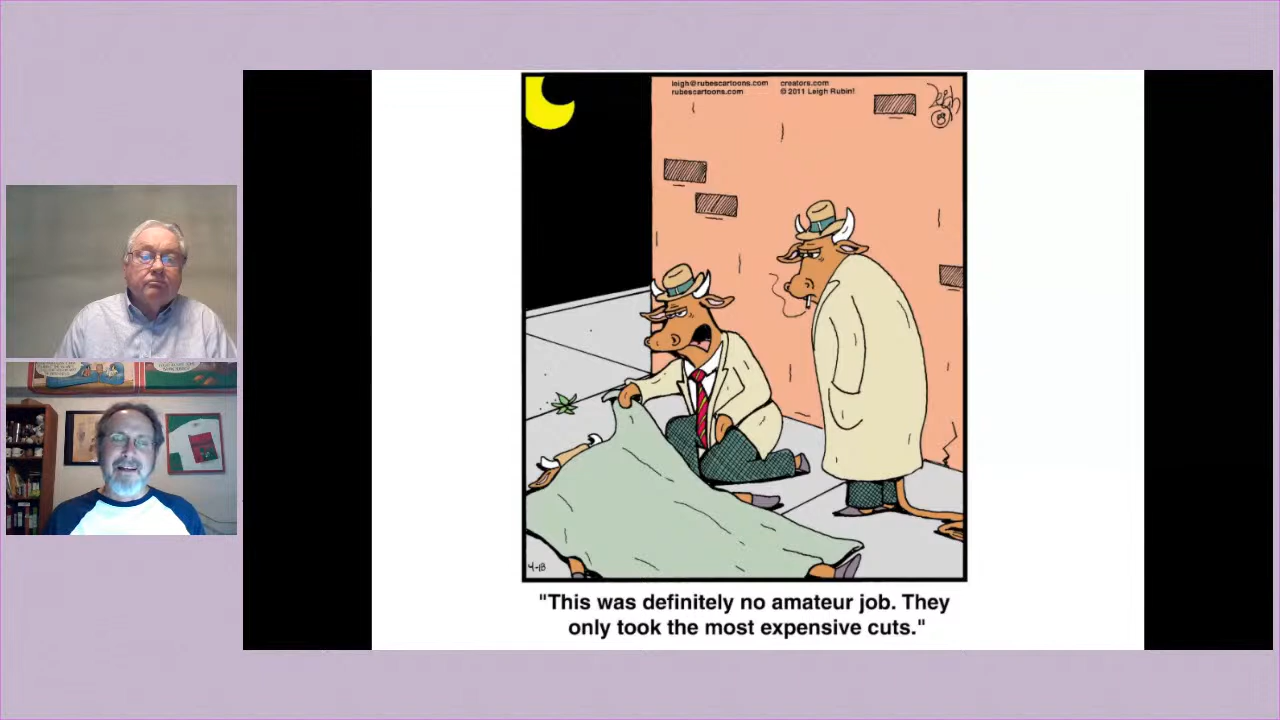 leigh@rubescartoons.com creators.com
rubescartoons.com © 2011 Leigh Rubin!
Leigh
4-18
"This was definitely no amateur job. They
only took the most expensive cuts."